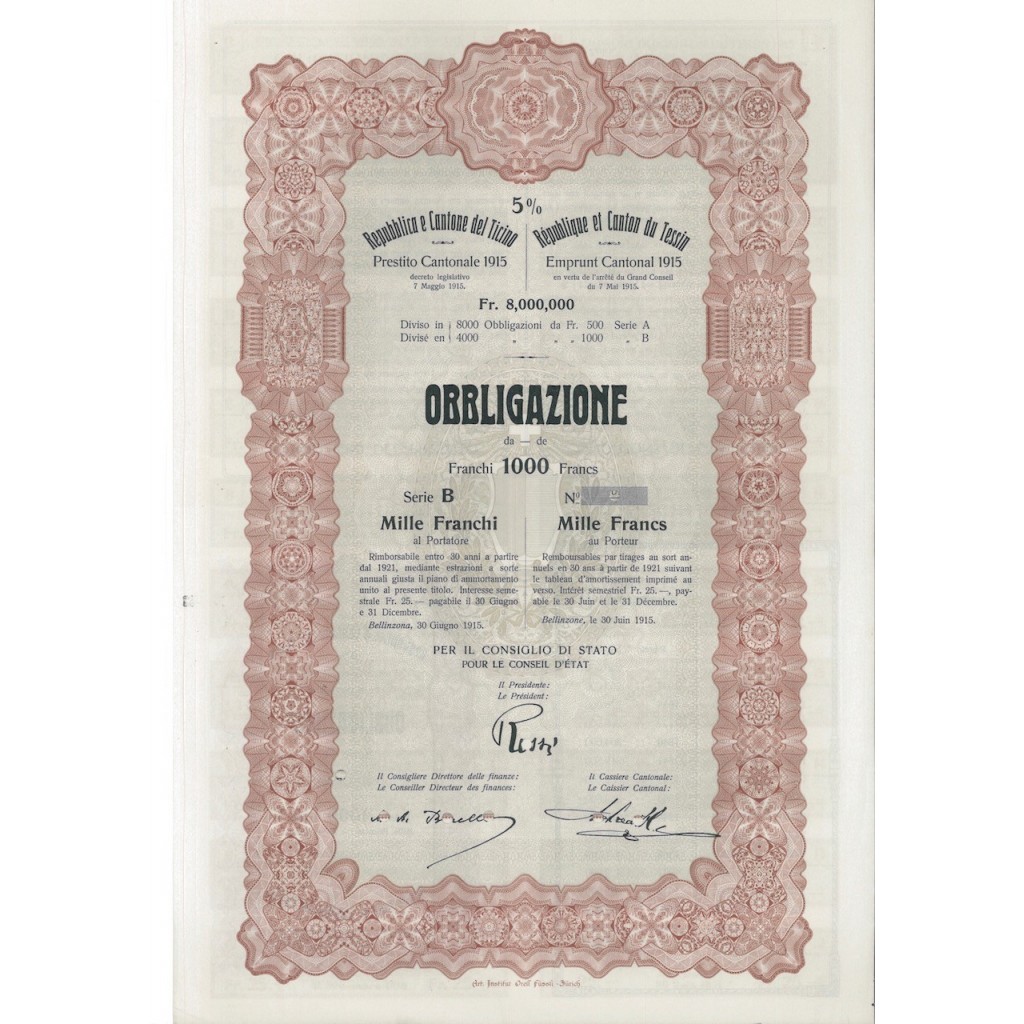 5%
Repubblica e Cantone del Ticino
Prestito Cantonale 1915
decreto legislativo
7 Maggio 1915.
République et Canton du Tessin
Emprunt Cantonal 1915
en vertu de l'arrêté du Grand Conseil
du 7 Mai 1915.
Fr. 8,000,000
Diviso in 8000 Obbligazioni da Fr. 500 Serie A
Divisé en 4000 „ „ „ 1000 „ B
OBBLIGAZIONE
da — de
Franchi 1000 Francs
Serie B Nº
Mille Franchi
al Portatore
Rimborsabile entro 30 anni a partire
dal 1921, mediante estrazioni a sorte
annuali giusta il piano di ammortamento
unito al presente titolo. Interesse seme-
strale Fr. 25.— pagabile il 30 Giugno
e 31 Dicembre.
Bellinzona, 30 Giugno 1915.
Mille Francs
au Porteur
Remboursables par tirages au sort an-
nuels en 30 ans à partir de 1921 suivant
le tableau d'amortissement imprimé au
verso. Intérêt semestriel Fr. 25.—, pay-
able le 30 Juin et le 31 Décembre.
Bellinzone, le 30 Juin 1915.
PER IL CONSIGLIO DI STATO
POUR LE CONSEIL D'ÉTAT
Il Presidente:
Le Président:
Il Consigliere Direttore delle finanze:
Le Conseiller Directeur des finances:
Il Cassiere Cantonale:
Le Caissier Cantonal:
Art. Institut Orell Füssli - Zürich